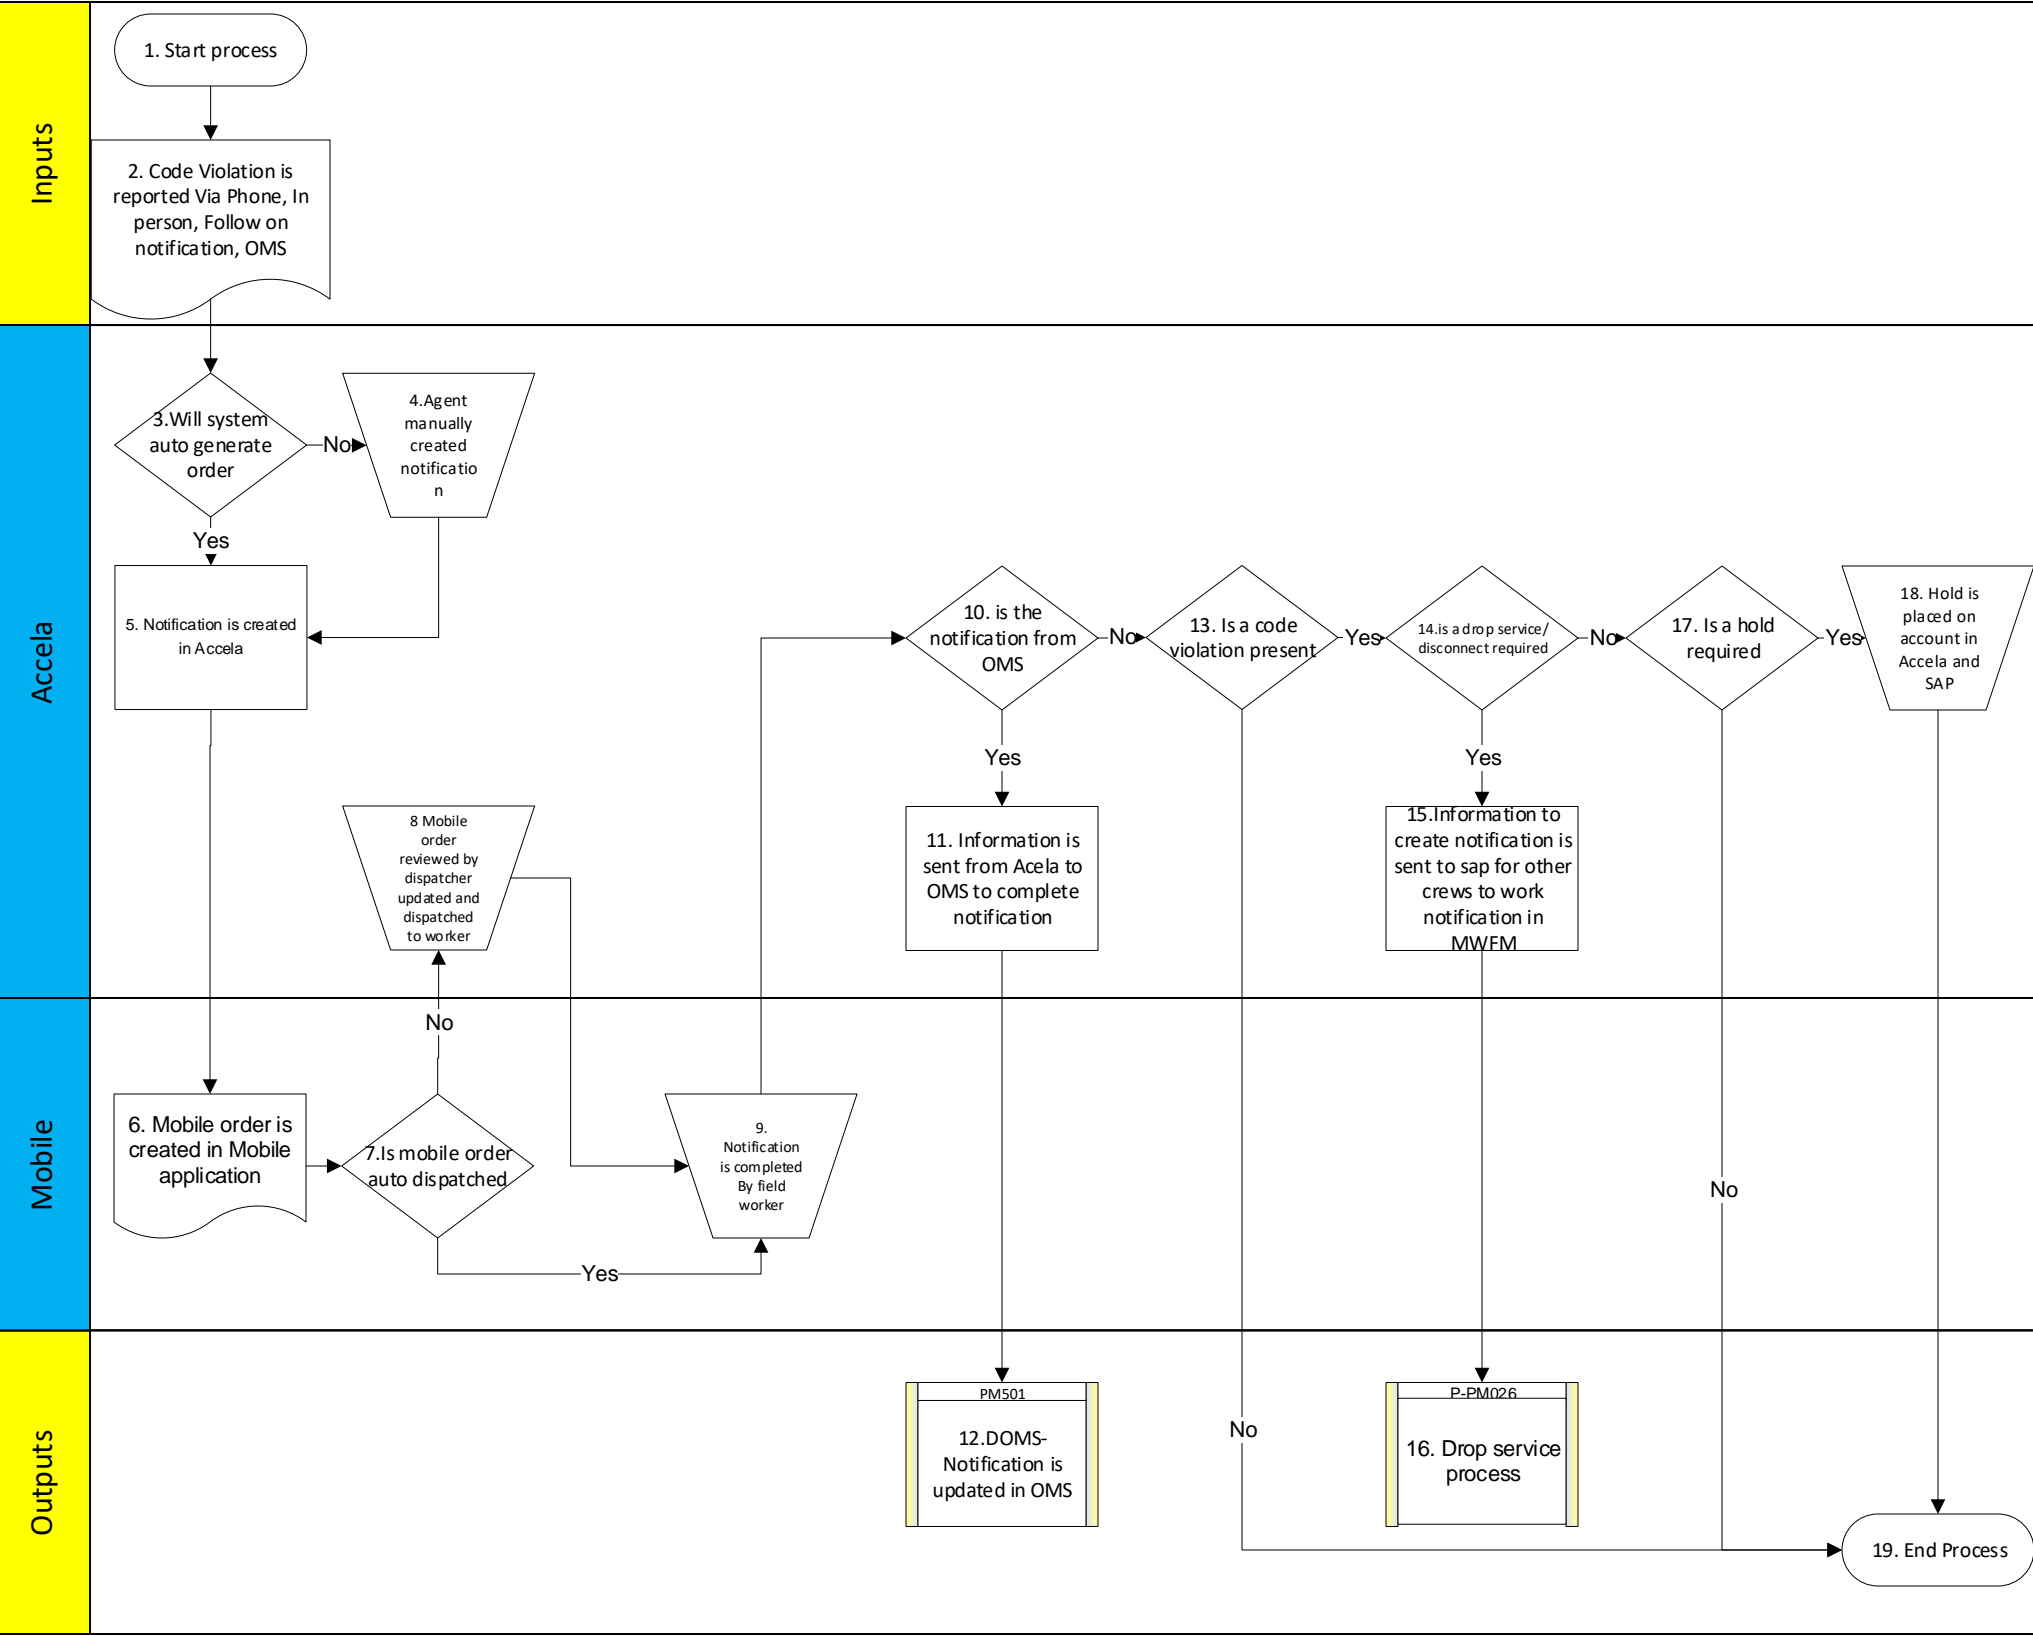 Inputs
1. Start process
2. Code Violation is
reported Via Phone, In
person, Follow on
notification, OMS
Accela
3.Will system
auto generate
order
No
4.Agent
manually
created
notificatio
n
Yes
5. Notification is created
in Accela
10. is the
notification from
OMS
No
13. Is a code
violation present
Yes
14.is a drop service/
disconnect required
No
17. Is a hold
required
Yes
18. Hold is
placed on
account in
Accela and
SAP
Yes
Yes
8 Mobile
order
reviewed by
dispatcher
updated and
dispatched
to worker
11. Information is
sent from Acela to
OMS to complete
notification
15.Information to
create notification is
sent to sap for other
crews to work
notification in
MWFM
Mobile
No
6. Mobile order is
created in Mobile
application
7.Is mobile order
auto dispatched
9.
Notification
is completed
By field
worker
No
Yes
Outputs
PM501
12.DOMS-
Notification is
updated in OMS
No
P-PM026
16. Drop service
process
19. End Process